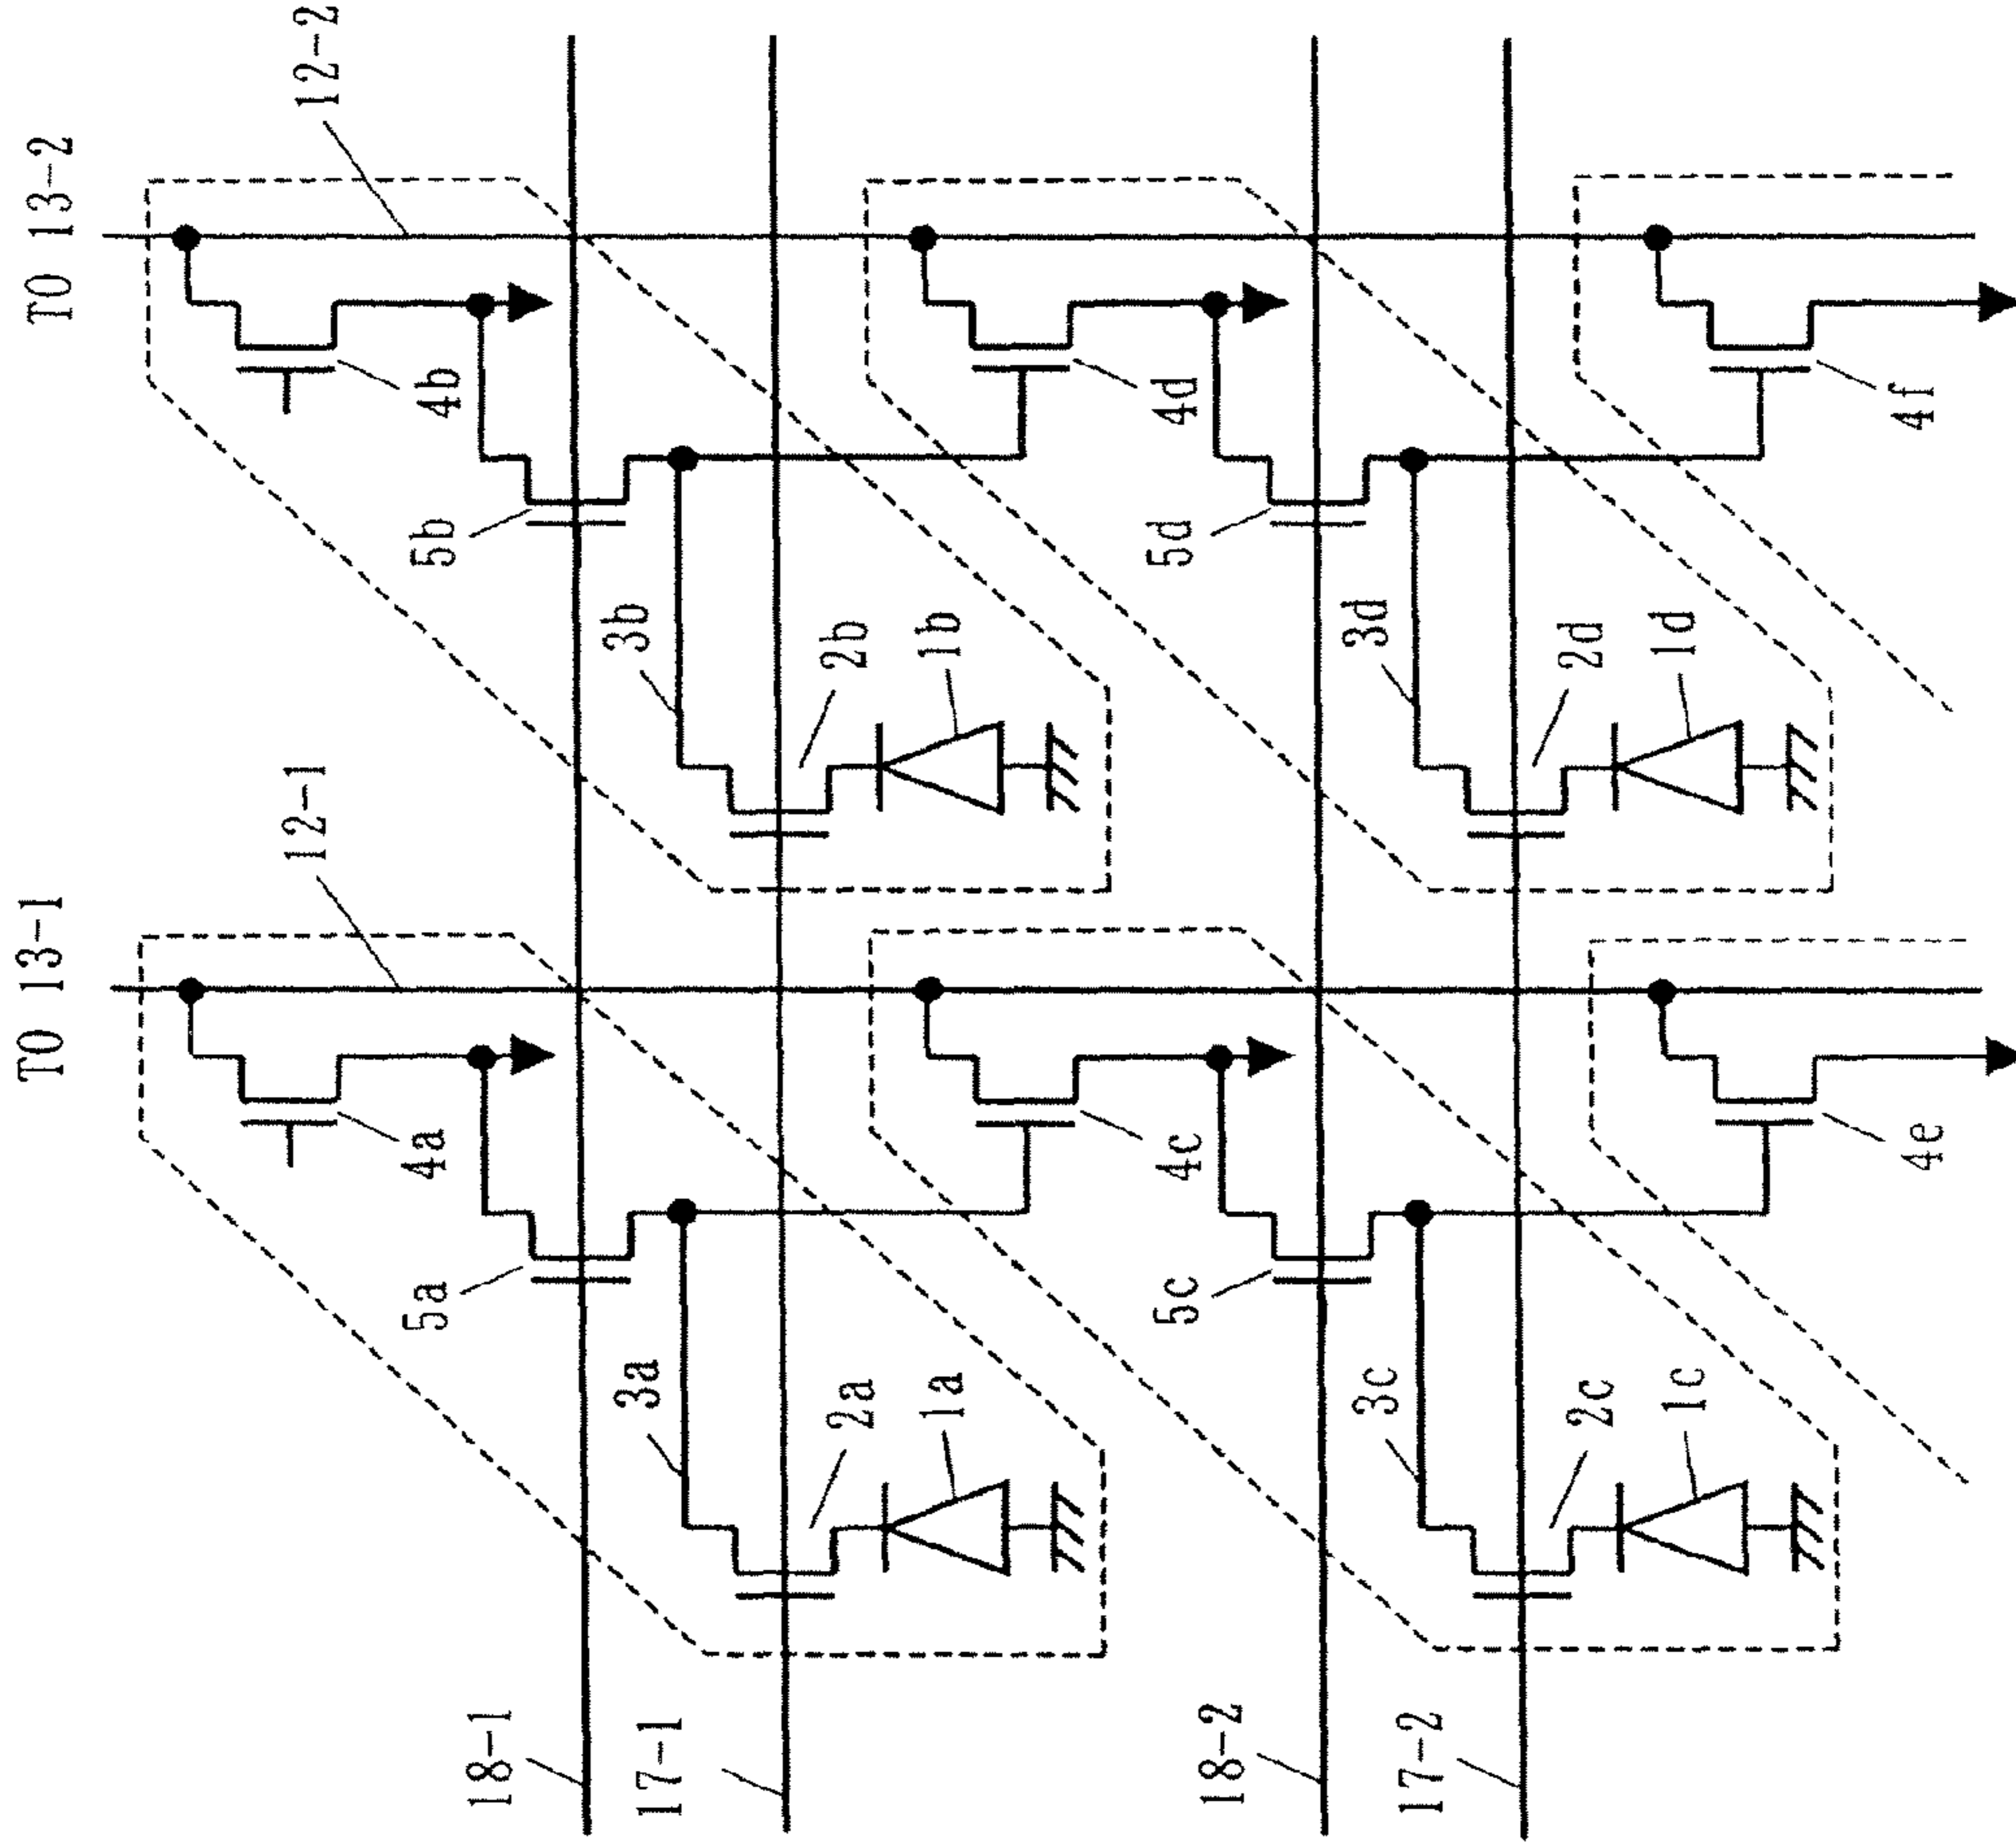 TO 13-1
TO 13-2
12-1
12-2
4a
4b
5a
5b
18-1
3a
3b
17-1
2a
2b
1a
1b
4c
4d
5c
5d
18-2
3c
3d
17-2
2c
2d
1c
1d
4e
4f